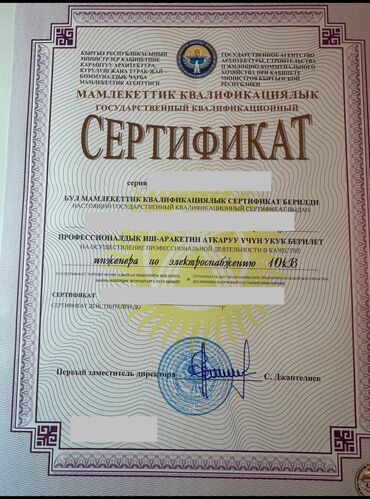 КЫРГЫЗ РЕСПУБЛИКАСЫНЫН
МИНИСТРЛЕР КАБИНЕТИНЕ
КАРАШТУУ АРХИТЕКТУРА,
КУРУЛУШ ЖАНА ТУРАК-ЖАЙ –
КОММУНАЛДЫК ЧАРБА
МАМЛЕКЕТТИК АГЕНТТИГИ
ГОСУДАРСТВЕННОЕ АГЕНТСТВО
АРХИТЕКТУРЫ, СТРОИТЕЛЬСТВА
И ЖИЛИЩНО-КОММУНАЛЬНОГО
ХОЗЯЙСТВА ПРИ КАБИНЕТЕ
МИНИСТРОВ КЫРГЫЗСКОЙ
РЕСПУБЛИКИ
МАМЛЕКЕТТИК КВАЛИФИКАЦИЯЛЫК
ГОСУДАРСТВЕННЫЙ КВАЛИФИКАЦИОННЫЙ
СЕРТИФИКАТ
серия
БУЛ МАМЛЕКЕТТИК КВАЛИФИКАЦИЯЛЫК СЕРТИФИКАТ БЕРИЛДИ
НАСТОЯЩИЙ ГОСУДАРСТВЕННЫЙ КВАЛИФИКАЦИОННЫЙ СЕРТИФИКАТ ВЫДАН
ПРОФЕССИОНАЛДЫК ИШ-АРАКЕТИН АТКАРУУ ҮЧҮН УКУК БЕРИЛЕТ
НА ОСУЩЕСТВЛЕНИЕ ПРОФЕССИОНАЛЬНОЙ ДЕЯТЕЛЬНОСТИ В КАЧЕСТВЕ
инженера по электроснабжению 10кВ
СЕРТИФИКАТ
СЕРТИФИКАТ ДЕЙСТВИТЕЛЕН ДО
Первый заместитель директора
С. Джантелиев